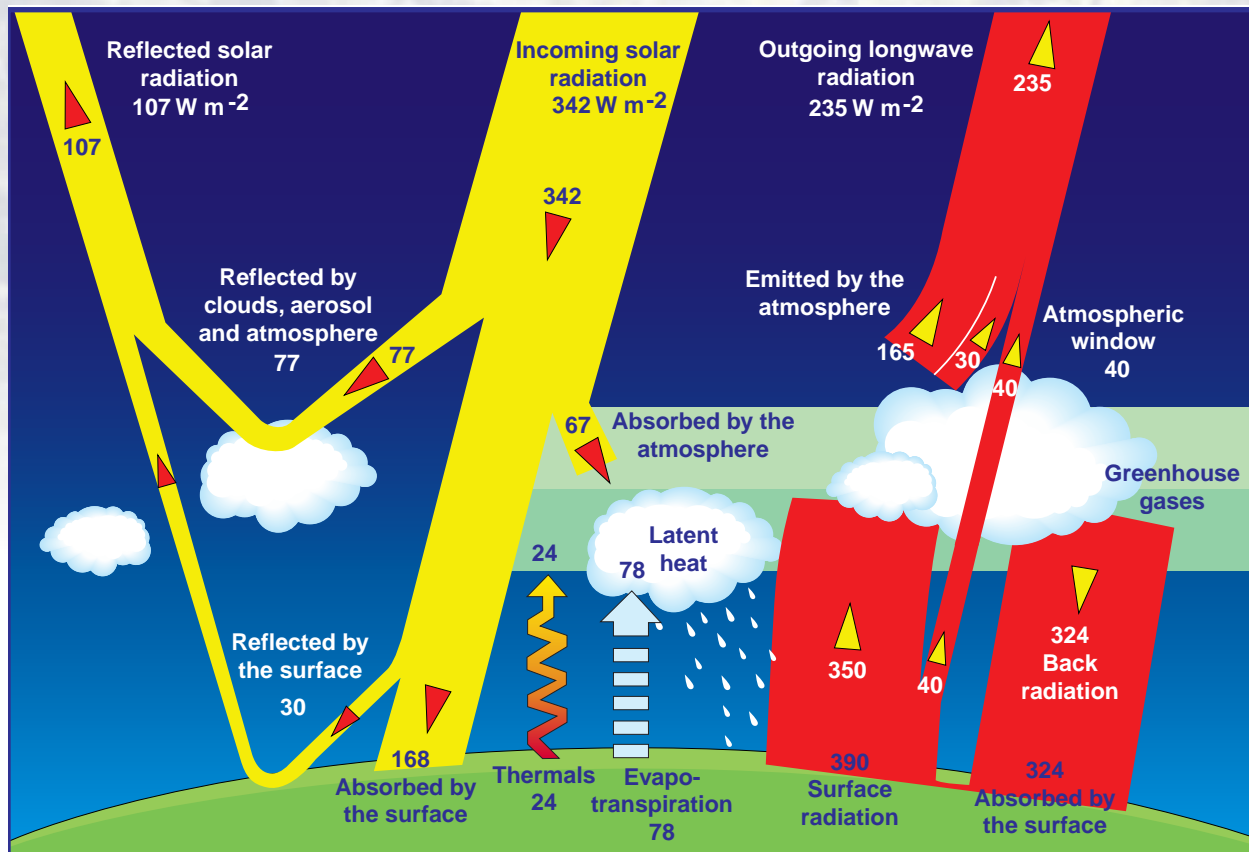 Reflected solar
radiation
107 W m-2
107
Incoming solar
radiation
342 W m-2
342
Outgoing longwave
radiation
235 W m-2
235
Reflected by
clouds, aerosol
and atmosphere
77
77
Emitted by the
atmosphere
165
30
40
Atmospheric
window
40
67
Absorbed by the
atmosphere
Greenhouse
gases
24
78
Latent
heat
Reflected by
the surface
30
350
40
324
Back
radiation
168
Absorbed by
the surface
Thermals
24
Evapo-
transpiration
78
390
Surface
radiation
324
Absorbed by
the surface